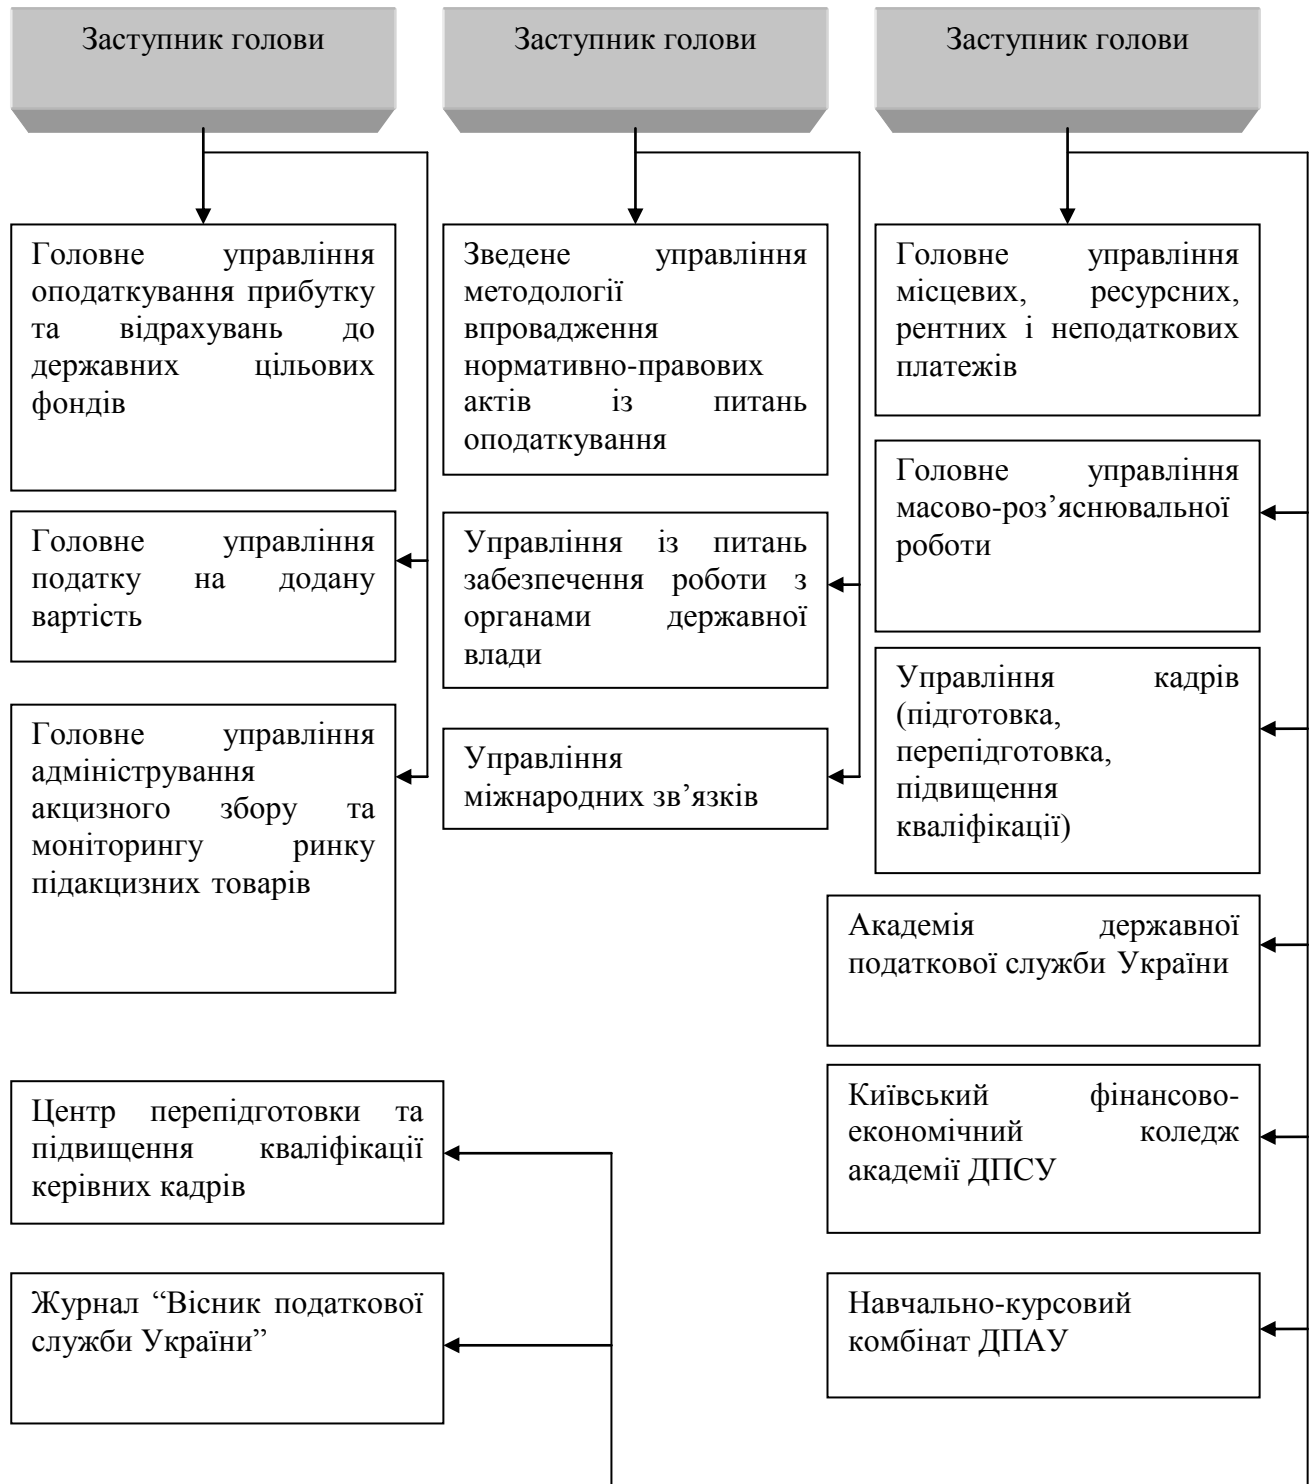 Заступник голови
Заступник голови
Заступник голови
Головне управління
оподаткування прибутку
та відрахувань до
державних цільових
фондів
Головне управління
податку на додану
вартість
Головне управління
адміністрування
акцизного збору та
моніторингу ринку
підакцизних товарів
Зведене управління
методології
впровадження
нормативно-правових
актів із питань
оподаткування
Управління із питань
забезпечення роботи з
органами державної
влади
Управління
міжнародних зв’язків
Головне управління
місцевих, ресурсних,
рентних і неподаткових
платежів
Головне управління
масово-роз’яснювальної
роботи
Управління кадрів
(підготовка,
перепідготовка,
підвищення
кваліфікації)
Академія державної
податкової служби України
Київський фінансово-
економічний коледж
академії ДПСУ
Навчально-курсовий
комбінат ДПАУ
Центр перепідготовки та
підвищення кваліфікації
керівних кадрів
Журнал “Вісник податкової
служби України”